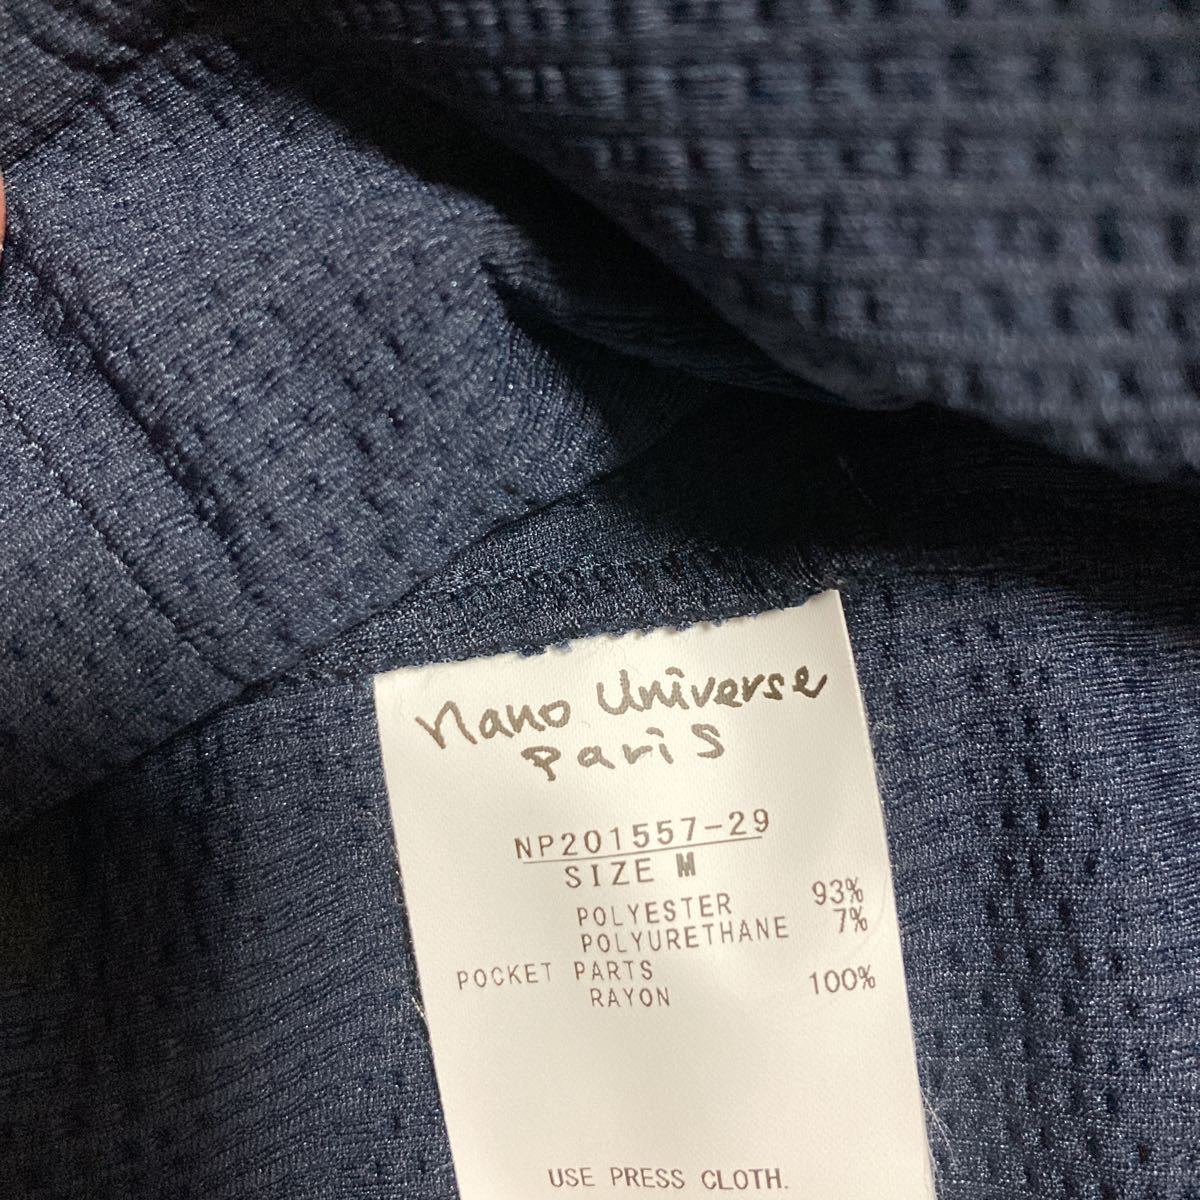 nano Universe
Paris
NP201557-29
SIZE M
POLYESTER 93%
POLYURETHANE 7%
POCKET PARTS
RAYON 100%
USE PRESS CLOTH.